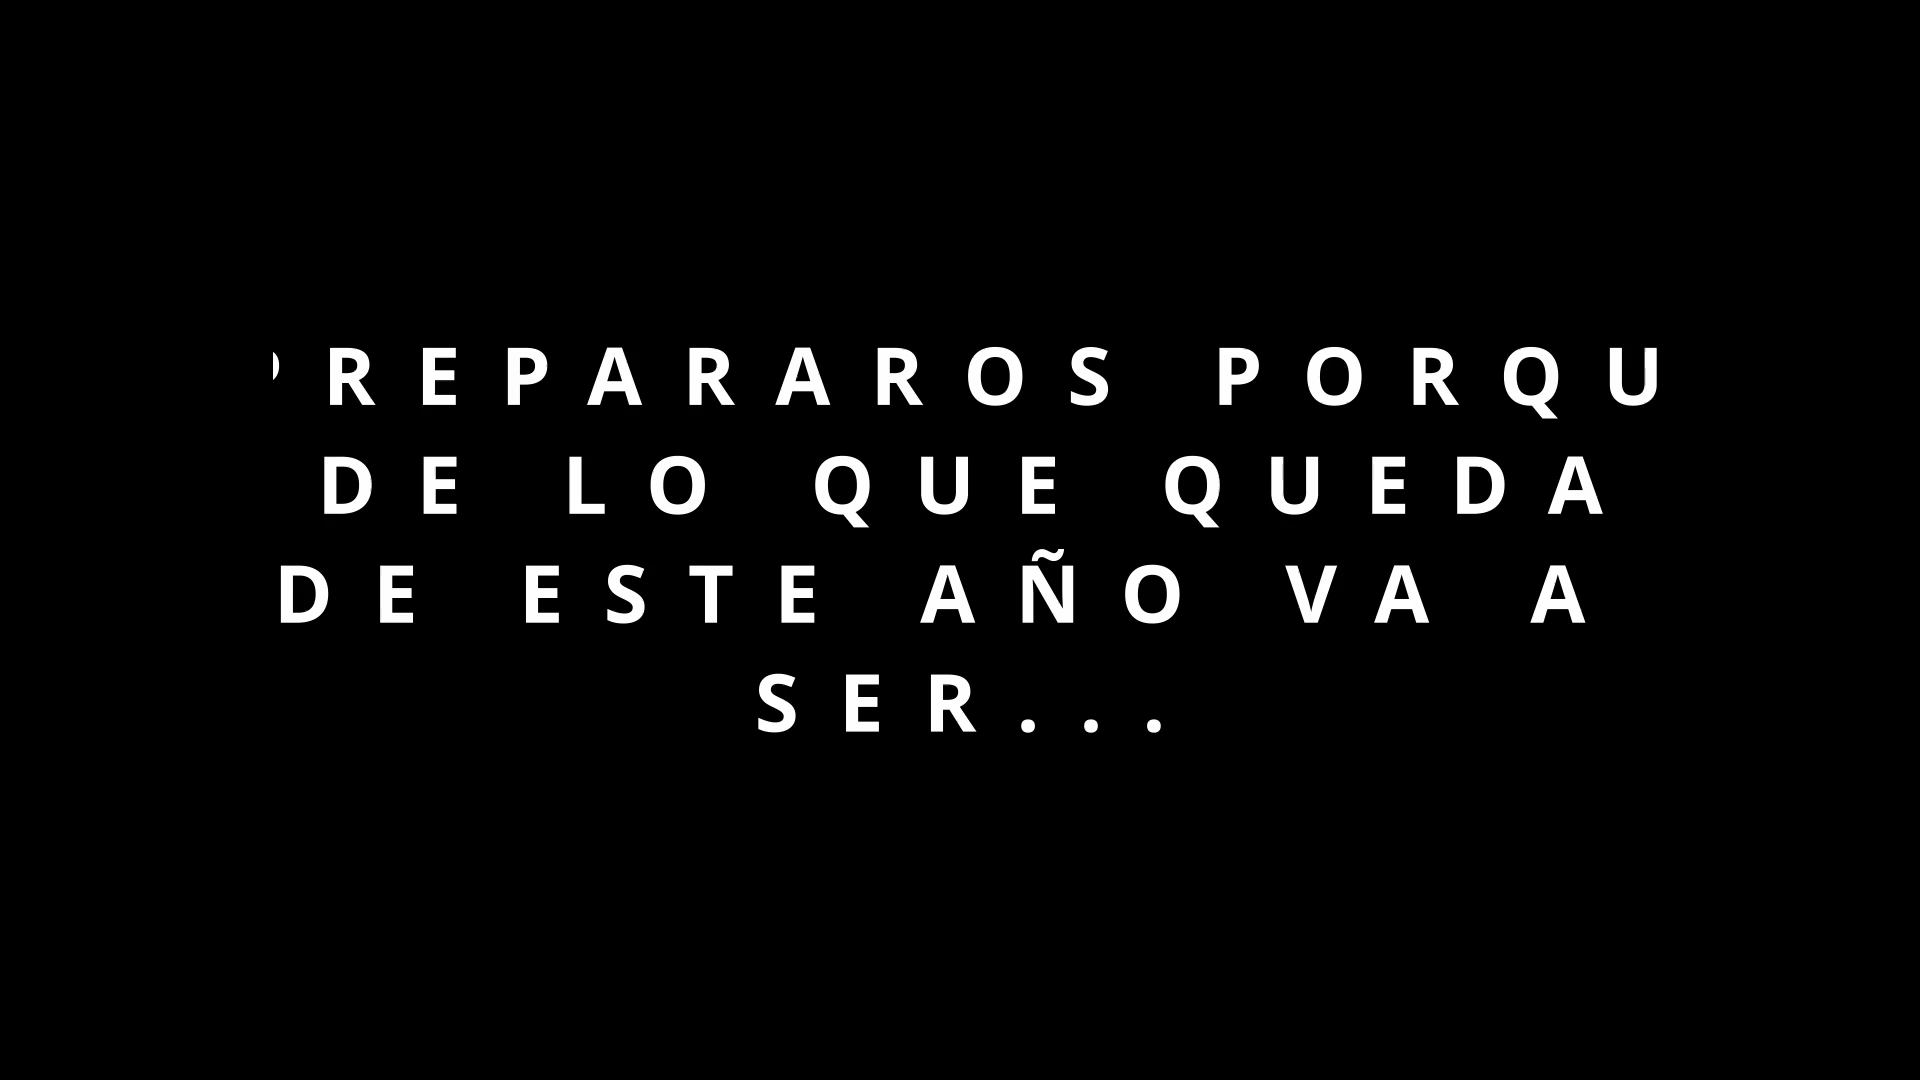 PREPARAROS PORQU
DE LO QUE QUEDA
DE ESTE AÑO VA A
SER...